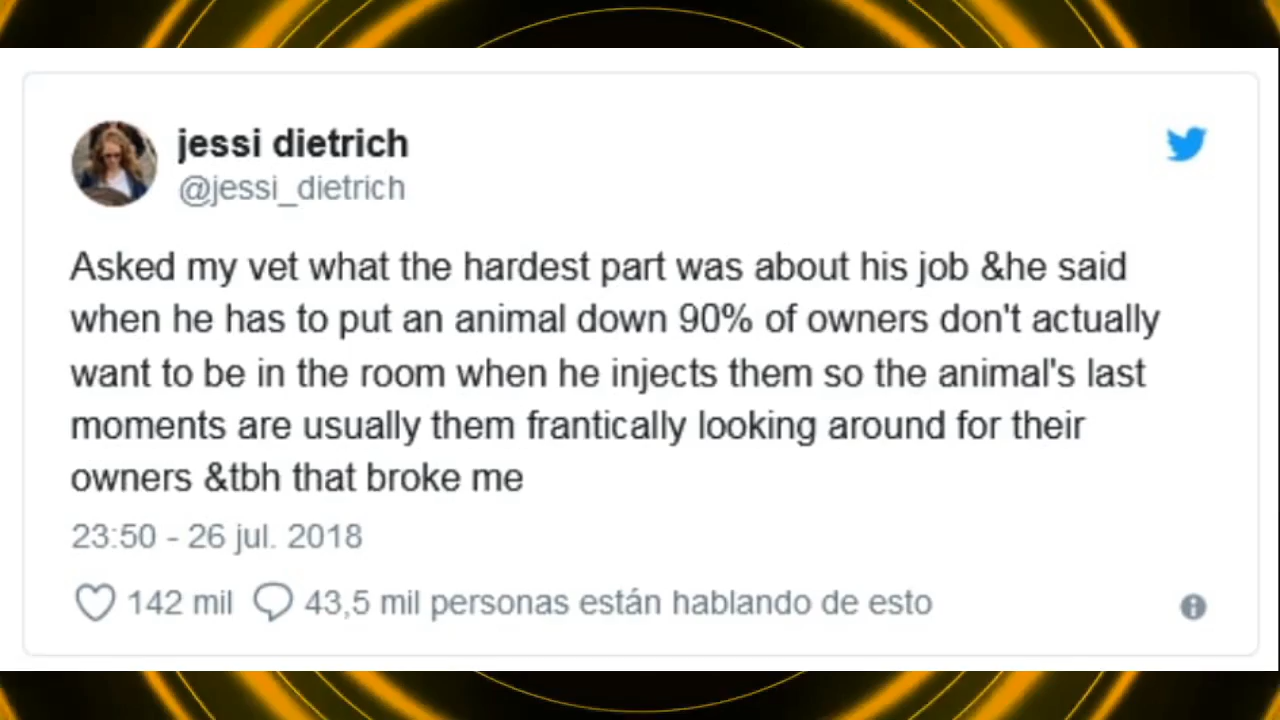 jessi dietrich
@jessi_dietrich
Asked my vet what the hardest part was about his job &he said
when he has to put an animal down 90% of owners don't actually
want to be in the room when he injects them so the animal's last
moments are usually them frantically looking around for their
owners &tbh that broke me
23:50 - 26 jul. 2018
142 mil 43,5 mil personas están hablando de esto